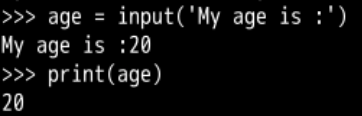 >>> age = input('My age is :')
My age is :20
>>> print(age)
20